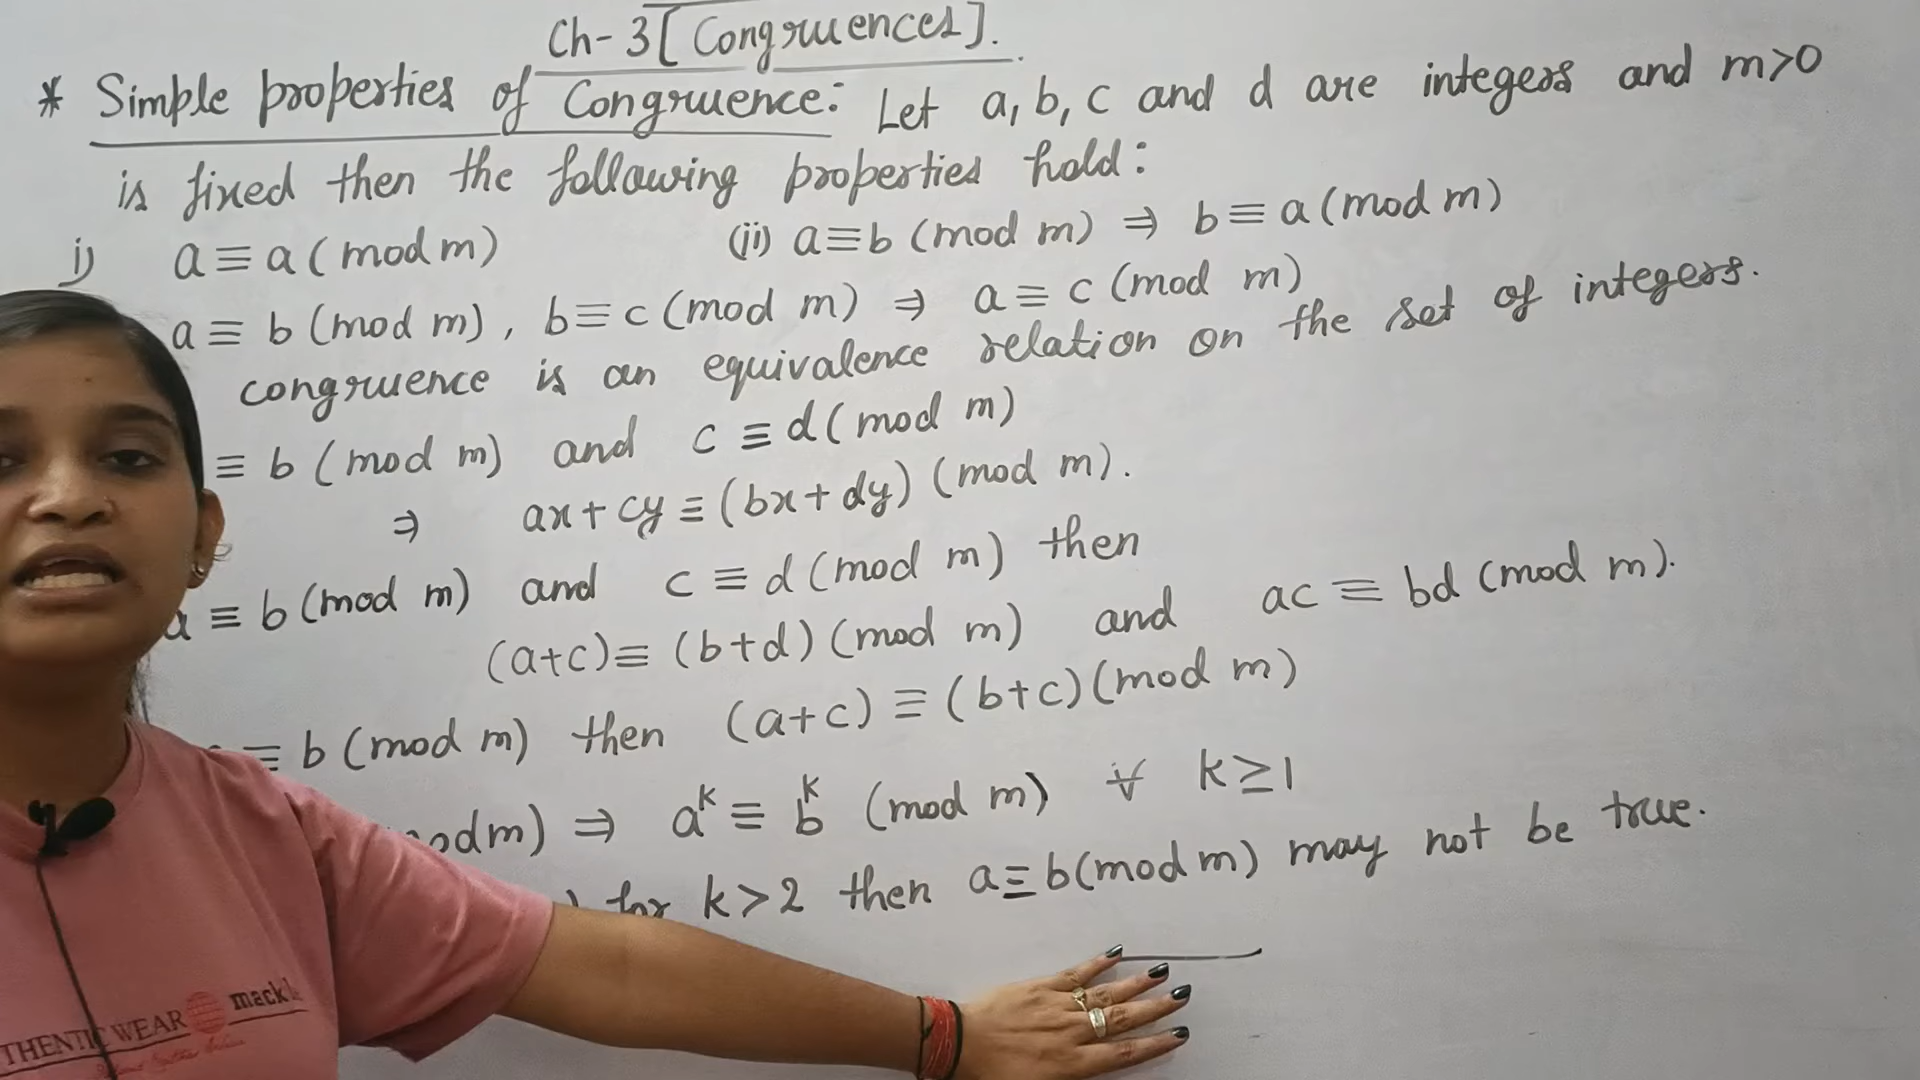 Ch-3 [Congruences].
* Simple properties of Congruence: Let a, b, c and d are integers and m>0
is fixed then the following properties hold:
i) a≡a (mod m) (ii) a≡b (mod m) ⇒ b≡a (mod m)
a≡ b (mod m), b≡c (mod m) ⇒ a≡c (mod m)
congruence is an equivalence relation on the set of integers.
≡ b (mod m) and c ≡ d (mod m)
⇒ ax+cy ≡ (bx+dy) (mod m).
a ≡ b (mod m) and c ≡ d (mod m) then
(a+c)≡ (b+d) (mod m) and ac ≡ bd (mod m).
≡ b (mod m) then (a+c) ≡ (b+c) (mod m)
mod m) ⇒ a^k ≡ b^k (mod m) ∀ k≥1
) for k>2 then a≡b (mod m) may not be true.
THENTIC WEAR